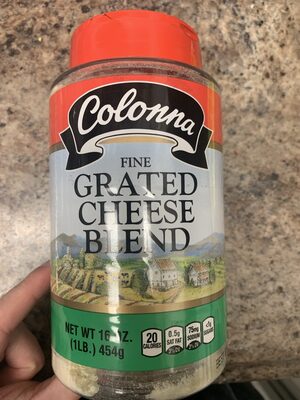 Colonna
FINE
GRATED
CHEESE
BLEND
NET WT 16 OZ.
(1LB.) 454g
20
CALORIES
0.5g
SAT FAT
75mg
SODIUM